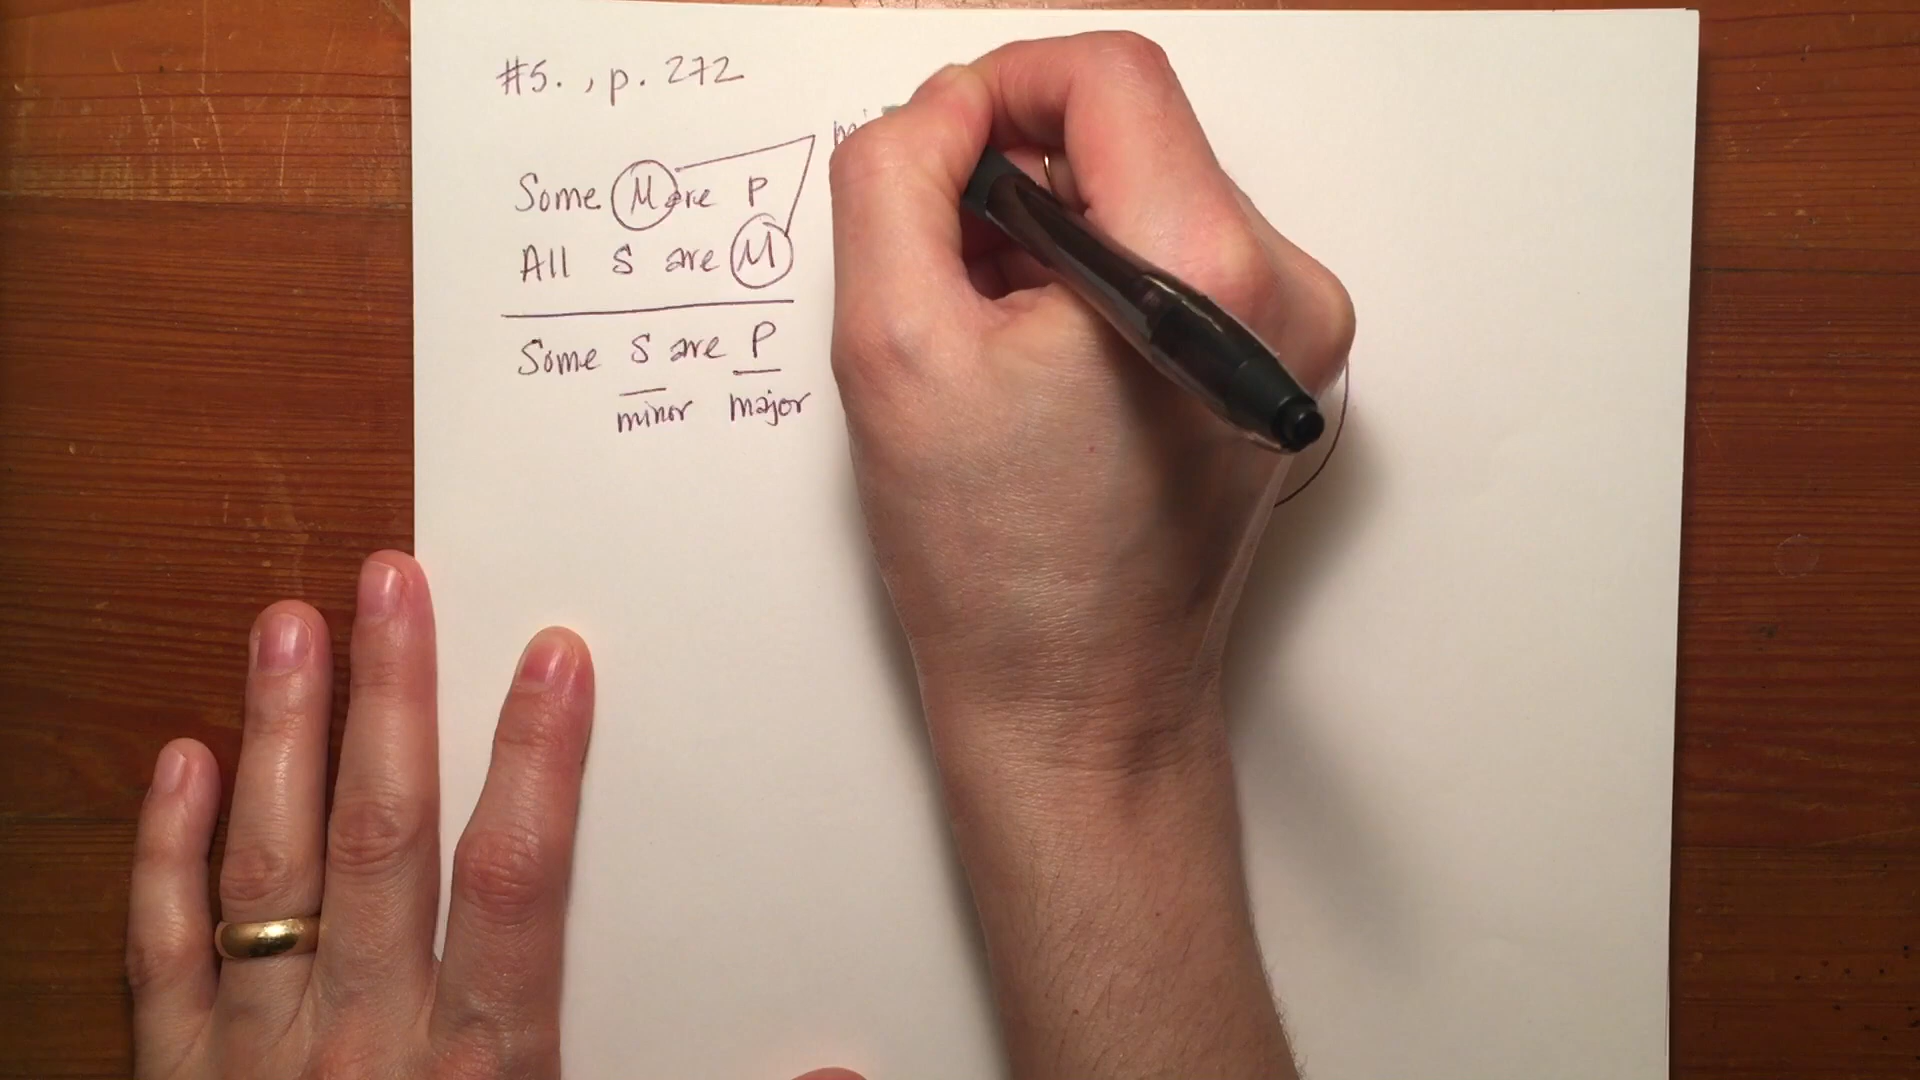 #5. , p. 272
Some M are P
All S are M
Some S are P
minor major